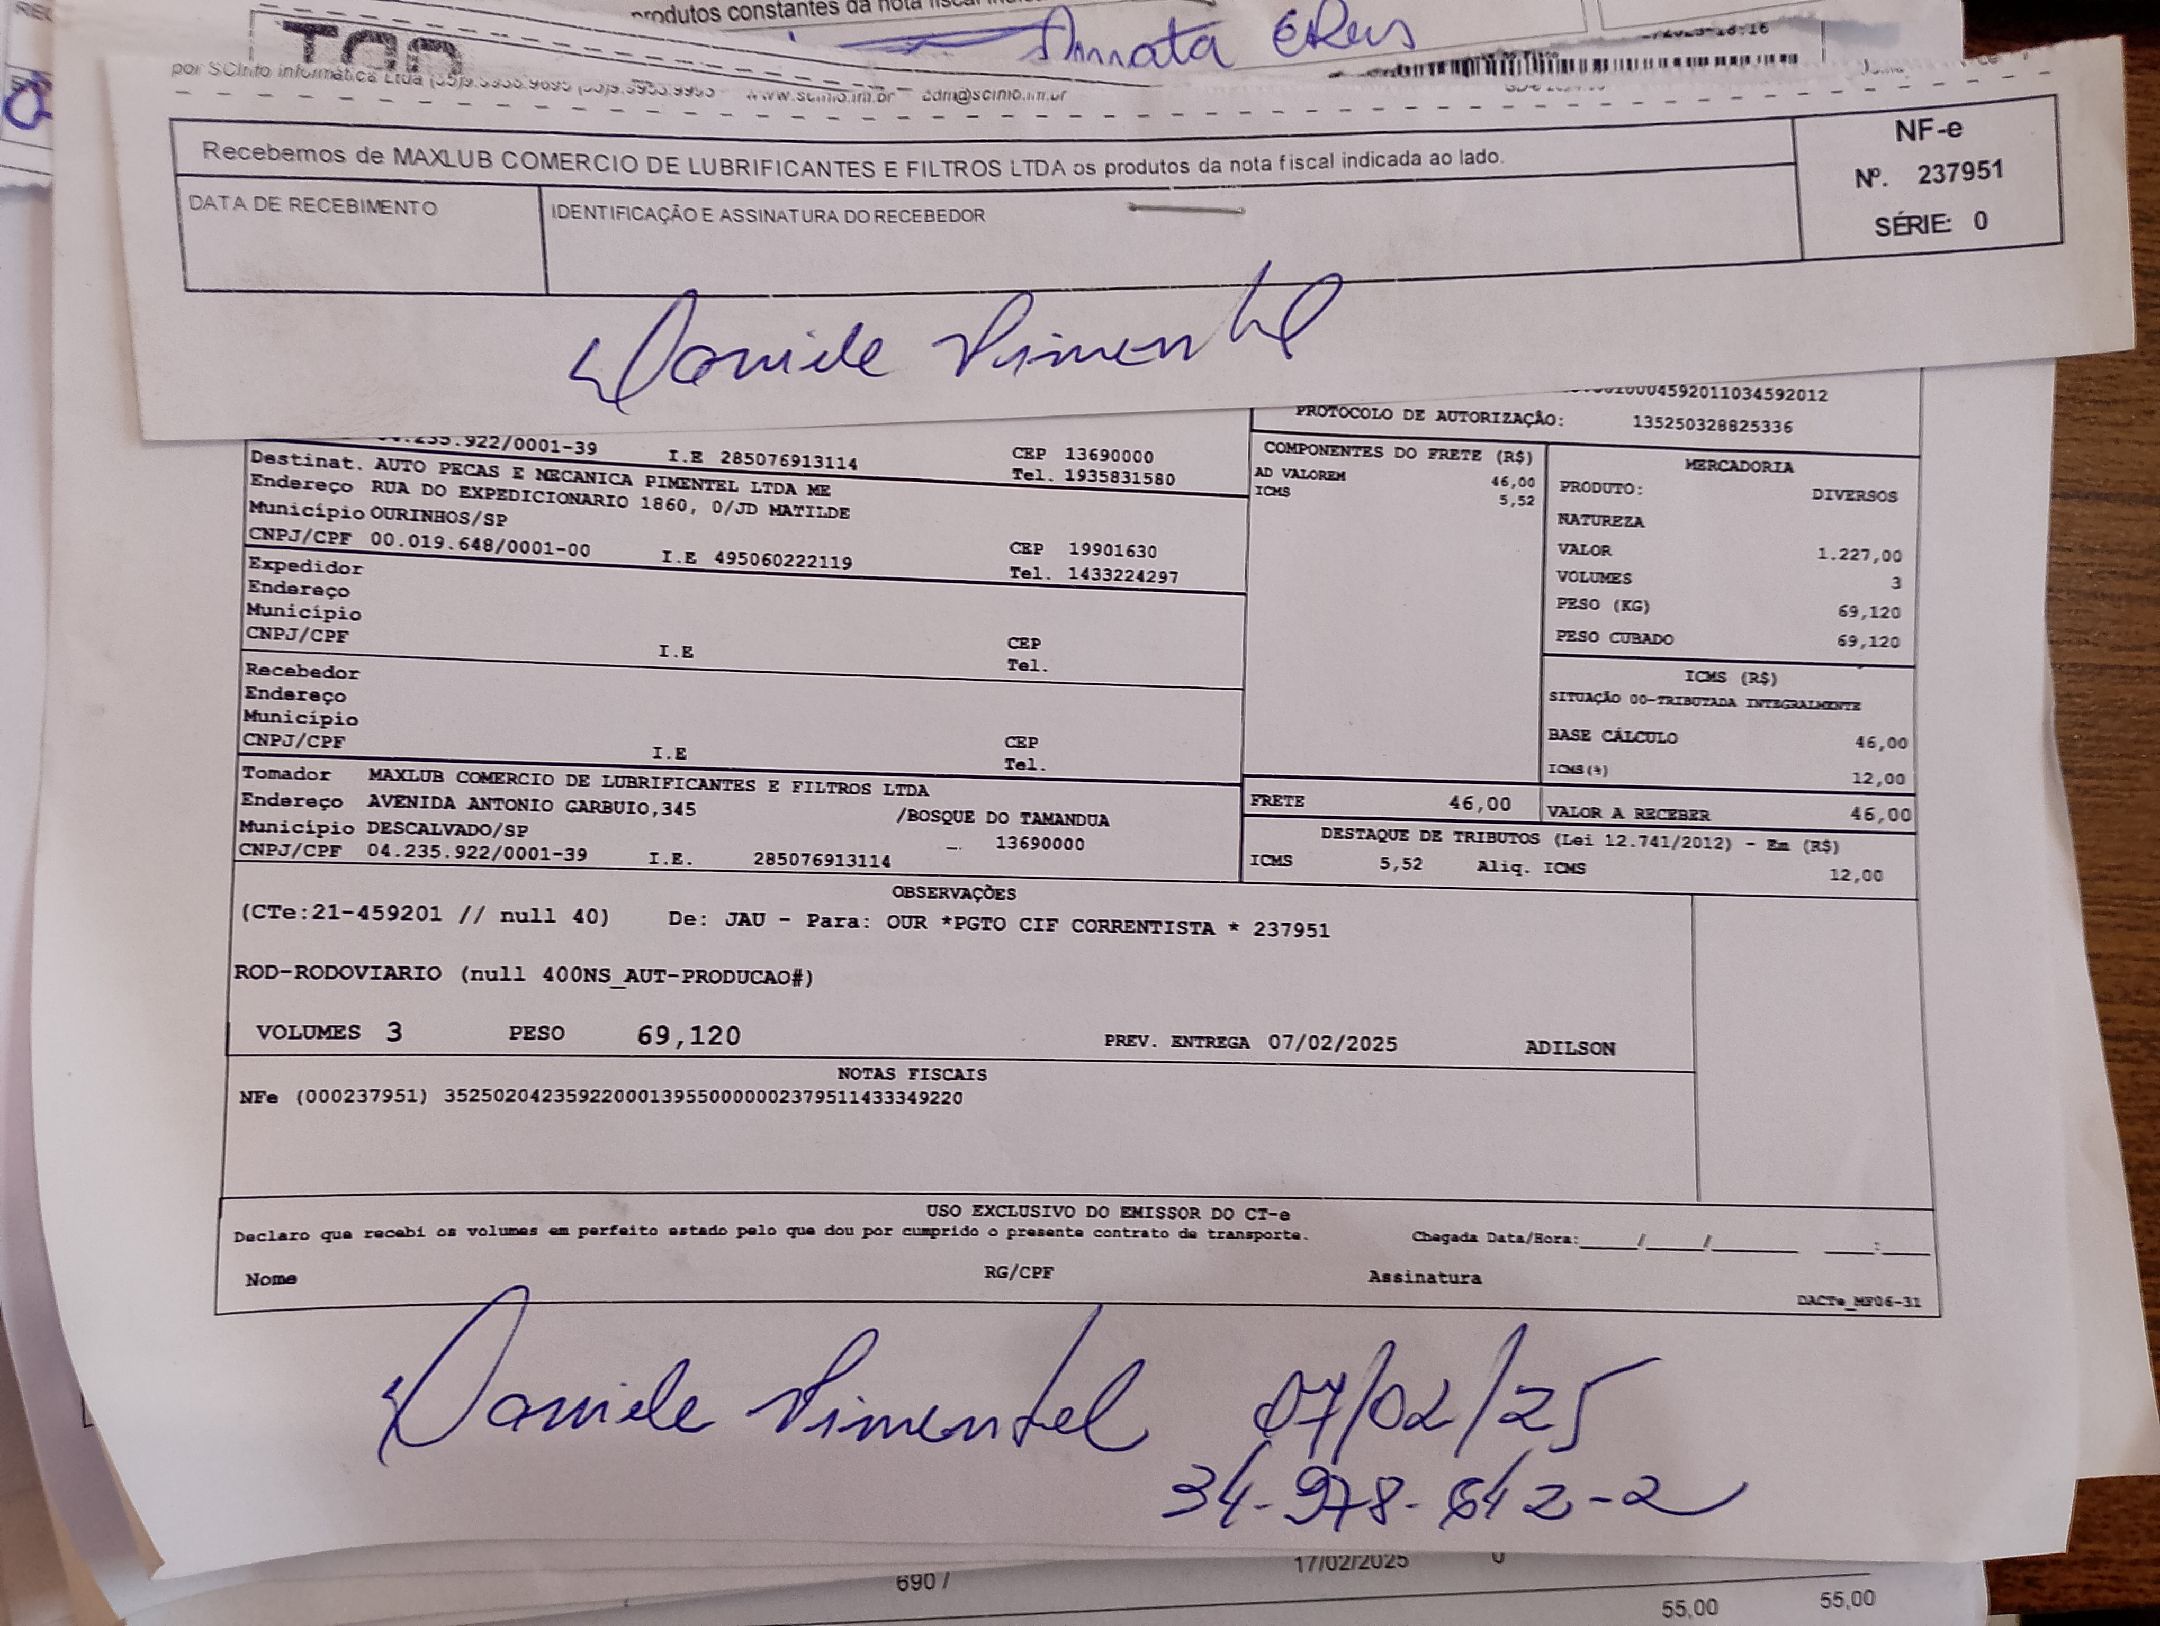 produtos constantes da nota fiscal
por SCInfo informática Ltda
www.scinfo.inf.br - adm@scinfo.inf.br
Recebemos de MAXLUB COMERCIO DE LUBRIFICANTES E FILTROS LTDA os produtos da nota fiscal indicada ao lado.
NF-e
Nº. 237951
SÉRIE: 0
DATA DE RECEBIMENTO
IDENTIFICAÇÃO E ASSINATURA DO RECEBEDOR
Daniele Pimentel
0004592011034592012
PROTOCOLO DE AUTORIZAÇÃO: 135250328825336
.235.922/0001-39 I.E 285076913114 CEP 13690000
Tel. 1935831580
Destinat. AUTO PECAS E MECANICA PIMENTEL LTDA ME
Endereço RUA DO EXPEDICIONARIO 1860, 0/JD MATILDE
Município OURINHOS/SP CEP 19901630
CNPJ/CPF 00.019.648/0001-00 I.E 495060222119 Tel. 1433224297
Expedidor
Endereço
Município CEP
CNPJ/CPF I.E Tel.
Recebedor
Endereço
Município CEP
CNPJ/CPF I.E Tel.
Tomador MAXLUB COMERCIO DE LUBRIFICANTES E FILTROS LTDA
Endereço AVENIDA ANTONIO GARBUIO,345 /BOSQUE DO TAMANDUA
Município DESCALVADO/SP 13690000
CNPJ/CPF 04.235.922/0001-39 I.E. 285076913114
COMPONENTES DO FRETE (R$)
AD VALOREM 46,00
ICMS 5,52
MERCADORIA
PRODUTO: DIVERSOS
NATUREZA
VALOR 1.227,00
VOLUMES 3
PESO (KG) 69,120
PESO CUBADO 69,120
ICMS (R$)
SITUAÇÃO 00-TRIBUTADA INTEGRALMENTE
BASE CÁLCULO 46,00
ICMS(%) 12,00
FRETE 46,00 VALOR A RECEBER 46,00
DESTAQUE DE TRIBUTOS (Lei 12.741/2012) - Em (R$)
ICMS 5,52 Aliq. ICMS 12,00
OBSERVAÇÕES
(CTe:21-459201 // null 40) De: JAU - Para: OUR *PGTO CIF CORRENTISTA * 237951
ROD-RODOVIARIO (null 400NS_AUT-PRODUCAO#)
VOLUMES 3 PESO 69,120 PREV. ENTREGA 07/02/2025 ADILSON
NOTAS FISCAIS
NFe (000237951) 35250204235922000139550000002379511433349220
USO EXCLUSIVO DO EMISSOR DO CT-e
Declaro que recebi os volumes em perfeito estado pelo que dou por cumprido o presente contrato de transporte. Chegada Data/Hora:____/____/______ ____:____
Nome RG/CPF Assinatura
DACTe_MF06-31
Daniele Pimentel 07/02/25
34-978-642-2
690 / 17/02/2025 0
55,00 55,00